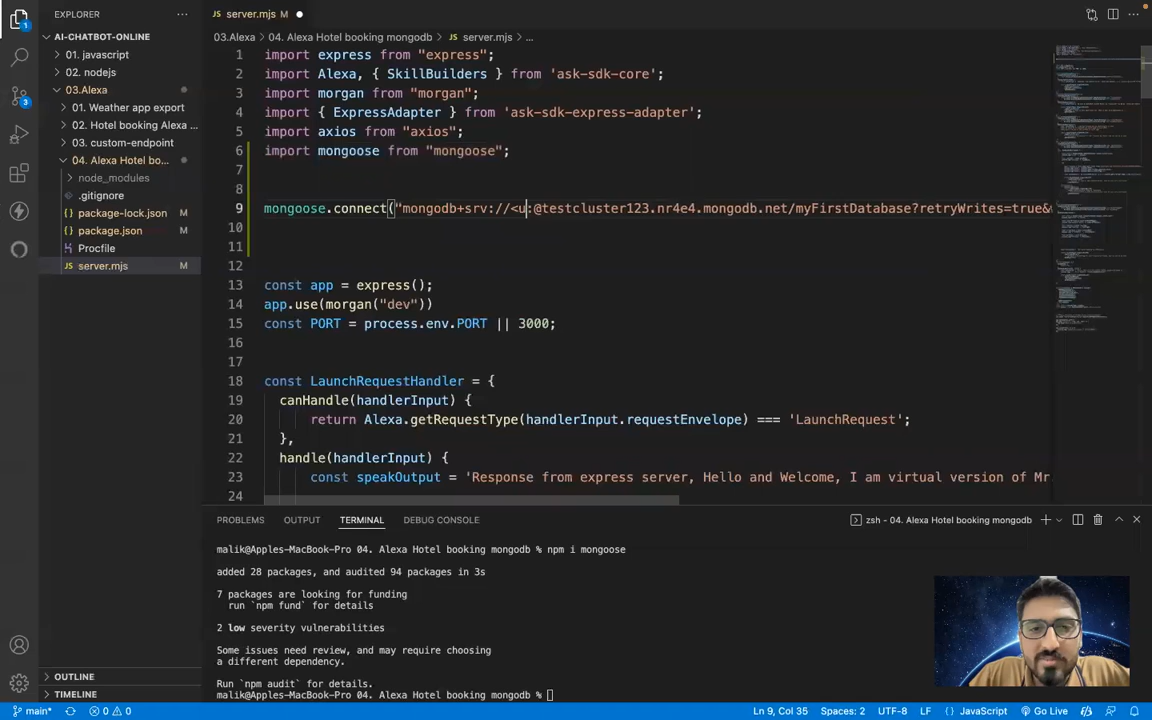 EXPLORER
···
AI-CHATBOT-ONLINE
01. javascript
02. nodejs
03.Alexa
01. Weather app export
02. Hotel booking Alexa ...
03. custom-endpoint
04. Alexa Hotel bo...
node_modules
.gitignore
package-lock.json M
package.json M
Procfile
JS server.mjs M
OUTLINE
TIMELINE
1
3
JS server.mjs M
03.Alexa > 04. Alexa Hotel booking mongodb > JS server.mjs > ...
1 import express from "express";
2 import Alexa, { SkillBuilders } from 'ask-sdk-core';
3 import morgan from "morgan";
4 import { ExpressAdapter } from 'ask-sdk-express-adapter';
5 import axios from "axios";
6 import mongoose from "mongoose";
7
8
9 mongoose.connect("mongodb+srv://<u:@testcluster123.nr4e4.mongodb.net/myFirstDatabase?retryWrites=true&
10
11
12
13 const app = express();
14 app.use(morgan("dev"))
15 const PORT = process.env.PORT || 3000;
16
17
18 const LaunchRequestHandler = {
19 canHandle(handlerInput) {
20 return Alexa.getRequestType(handlerInput.requestEnvelope) === 'LaunchRequest';
21 },
22 handle(handlerInput) {
23 const speakOutput = 'Response from express server, Hello and Welcome, I am virtual version of Mr
24
PROBLEMS OUTPUT TERMINAL DEBUG CONSOLE
zsh - 04. Alexa Hotel booking mongodb
malik@Apples-MacBook-Pro 04. Alexa Hotel booking mongodb % npm i mongoose
added 28 packages, and audited 94 packages in 3s
7 packages are looking for funding
run `npm fund` for details
2 low severity vulnerabilities
Some issues need review, and may require choosing
a different dependency.
Run `npm audit` for details.
malik@Apples-MacBook-Pro 04. Alexa Hotel booking mongodb %
main* 0 0
Ln 9, Col 35 Spaces: 2 UTF-8 LF {} JavaScript Go Live